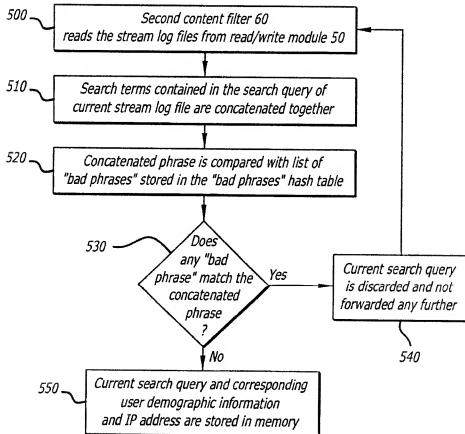 500
Second content filter 60
reads the stream log files from read/write module 50
510
Search terms contained in the search query of
current stream log file are concatenated together
520
Concatenated phrase is compared with list of
"bad phrases" stored in the "bad phrases" hash table
530
Does
any "bad
phrase" match the
concatenated
phrase
?
Yes
Current search query
is discarded and not
forwarded any further
540
No
550
Current search query and corresponding
user demographic information
and IP address are stored in memory